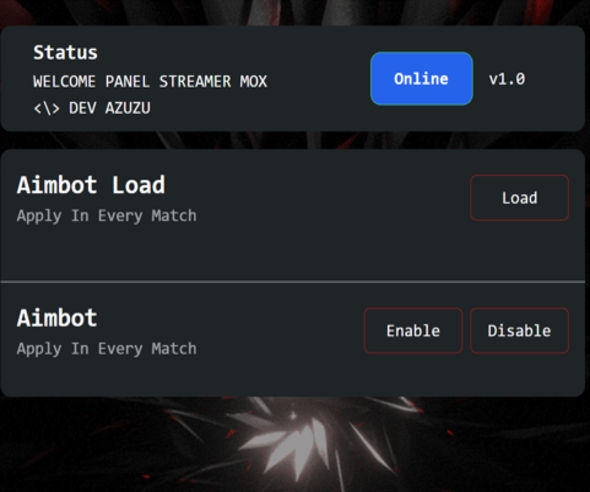 Status
WELCOME PANEL STREAMER MOX
<\> DEV AZUZU
Online
v1.0
Aimbot Load
Apply In Every Match
Load
Aimbot
Apply In Every Match
Enable
Disable